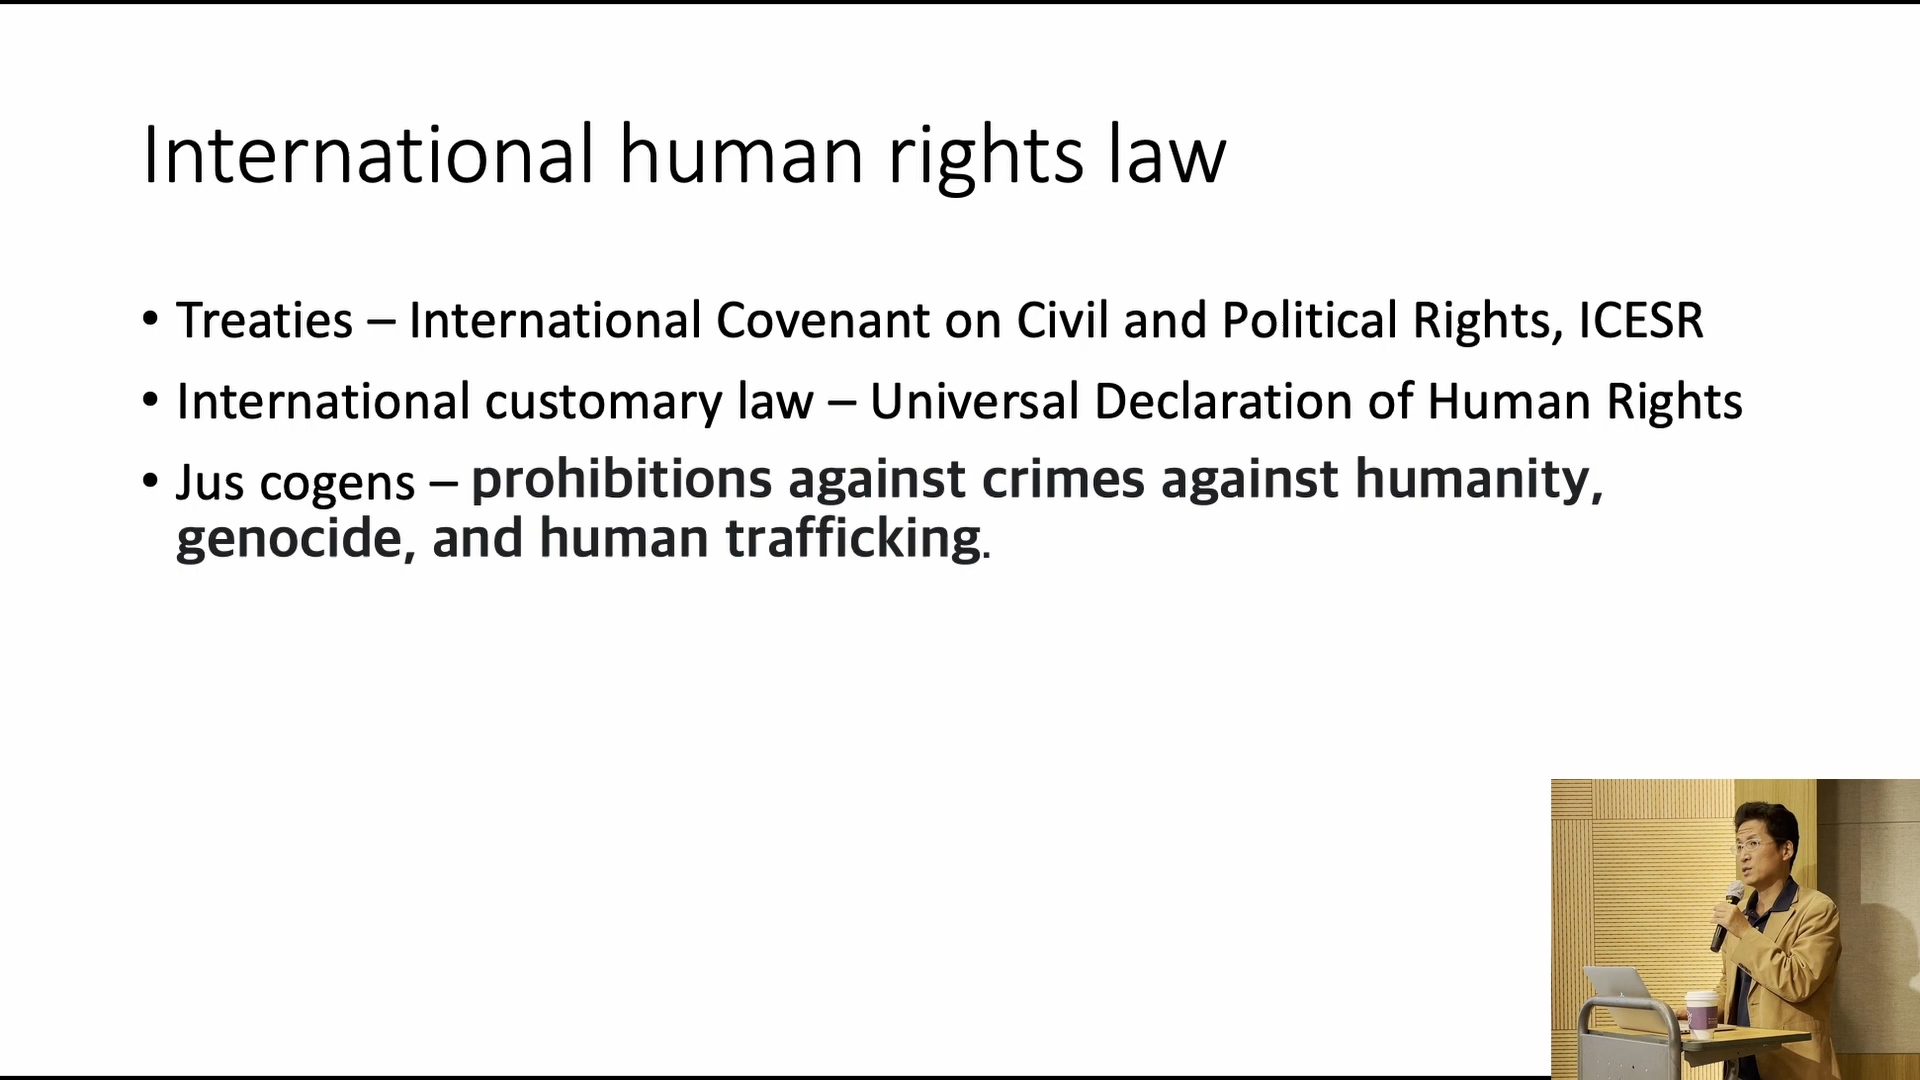 International human rights law
• Treaties – International Covenant on Civil and Political Rights, ICESR
• International customary law – Universal Declaration of Human Rights
• Jus cogens – prohibitions against crimes against humanity,
genocide, and human trafficking.